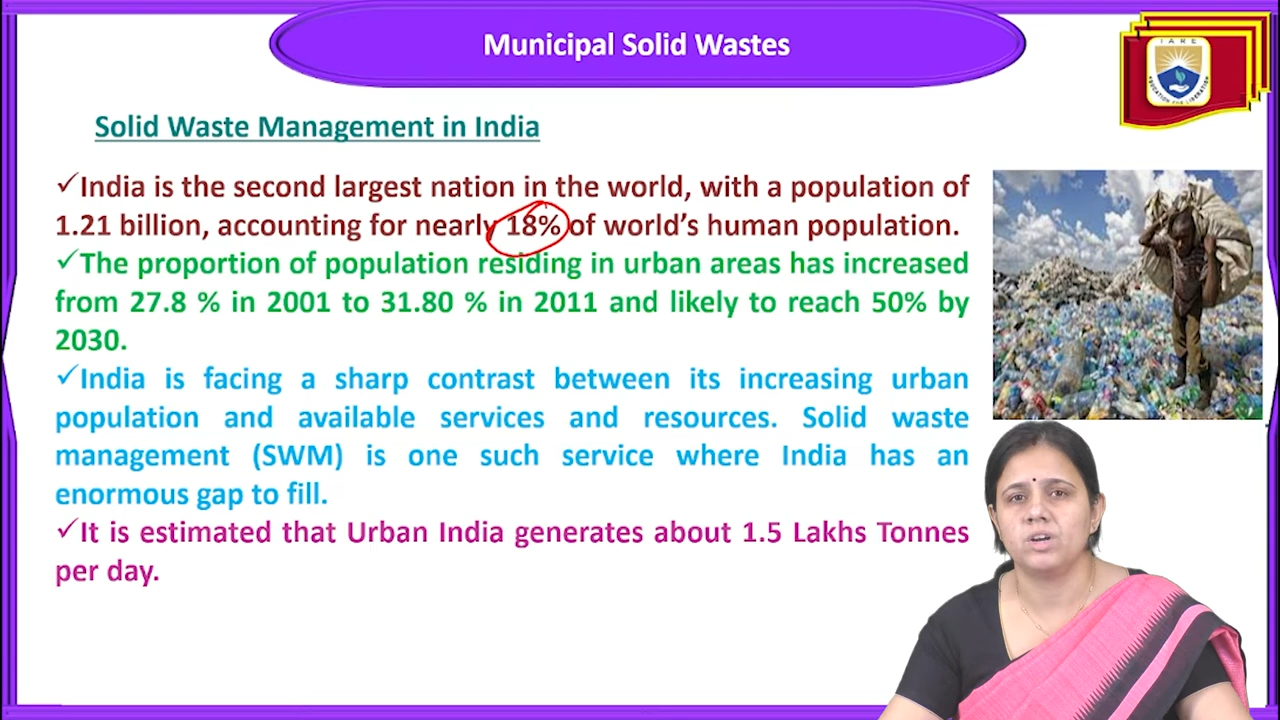 Municipal Solid Wastes
IARE
EDUCATION FOR LIBERATION
Solid Waste Management in India
✓India is the second largest nation in the world, with a population of
1.21 billion, accounting for nearly 18% of world's human population.
✓The proportion of population residing in urban areas has increased
from 27.8 % in 2001 to 31.80 % in 2011 and likely to reach 50% by
2030.
✓India is facing a sharp contrast between its increasing urban
population and available services and resources. Solid waste
management (SWM) is one such service where India has an
enormous gap to fill.
✓It is estimated that Urban India generates about 1.5 Lakhs Tonnes
per day.